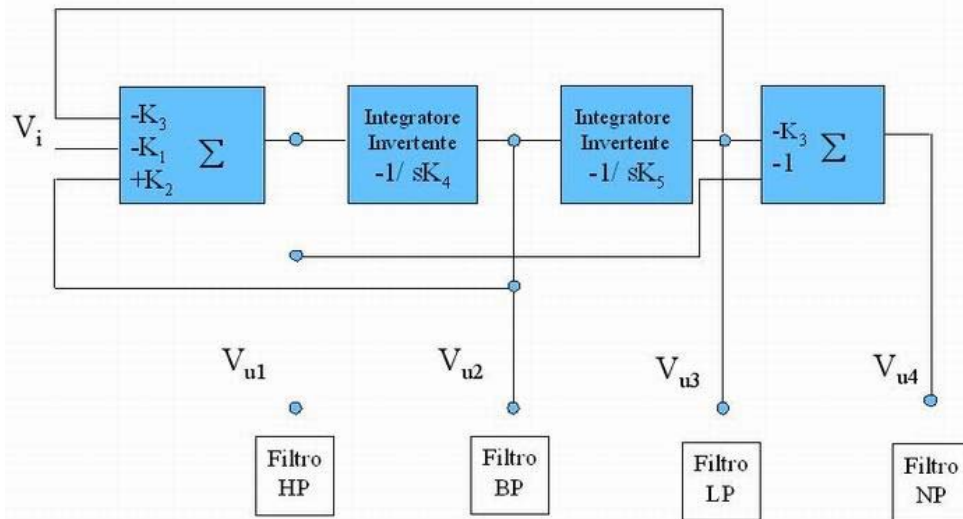 V_i
-K_3
-K_1
+K_2
Σ
Integratore
Invertente
-1/ sK_4
Integratore
Invertente
-1/ sK_5
-K_3
-1
Σ
V_u1
V_u2
V_u3
V_u4
Filtro
HP
Filtro
BP
Filtro
LP
Filtro
NP